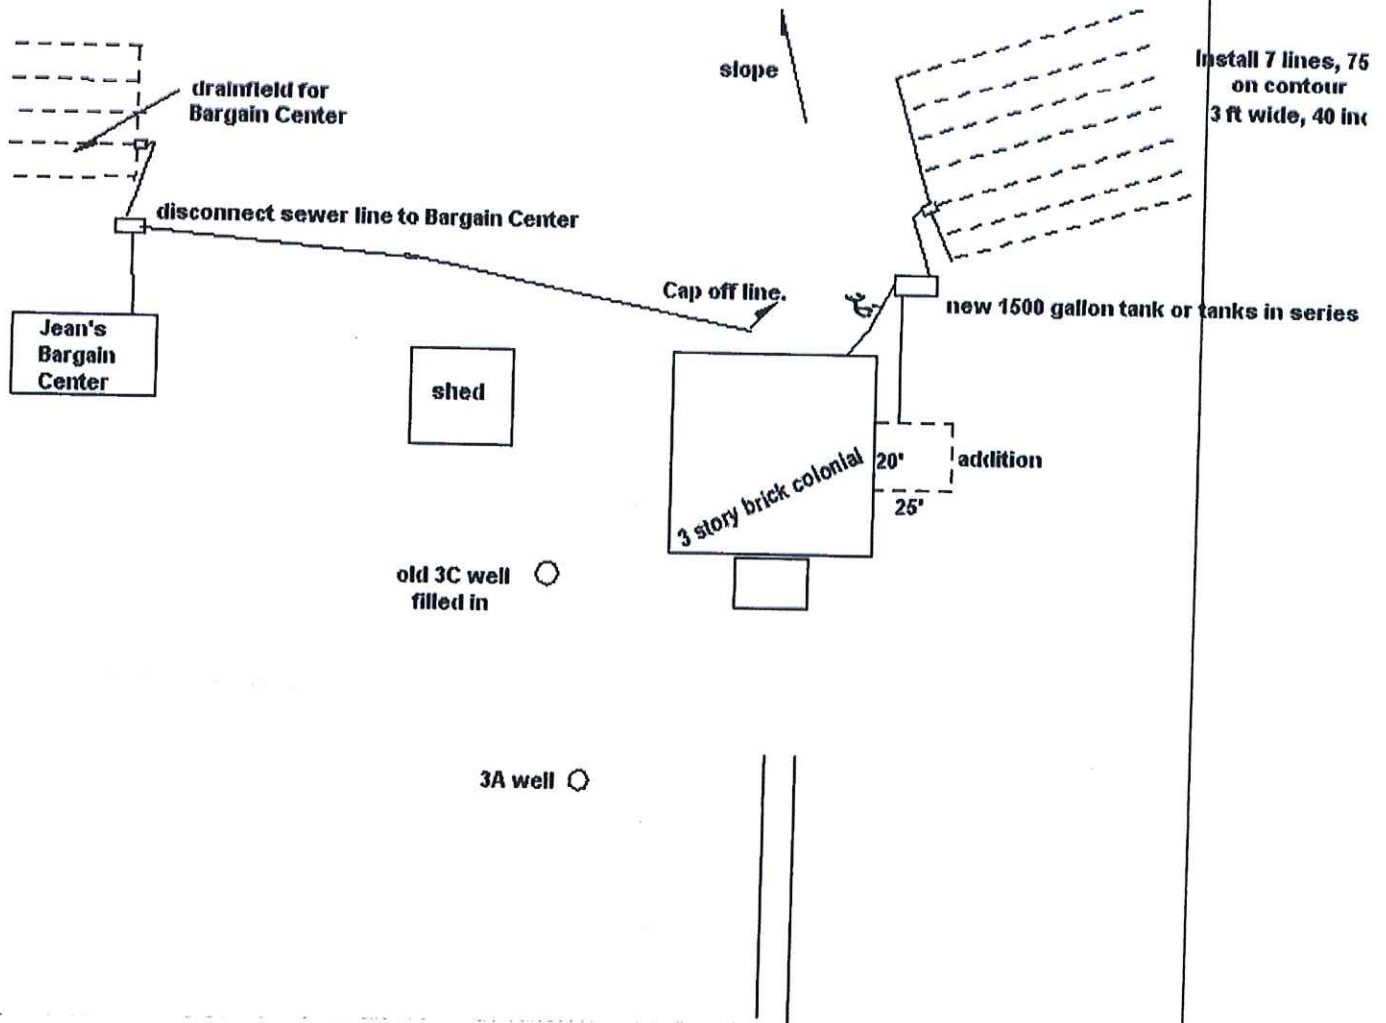 slope
Install 7 lines, 75
on contour
3 ft wide, 40 inc
drainfield for
Bargain Center
disconnect sewer line to Bargain Center
Cap off line.
new 1500 gallon tank or tanks in series
Jean's
Bargain
Center
shed
3 story brick colonial
20'
addition
25'
old 3C well
filled in
3A well